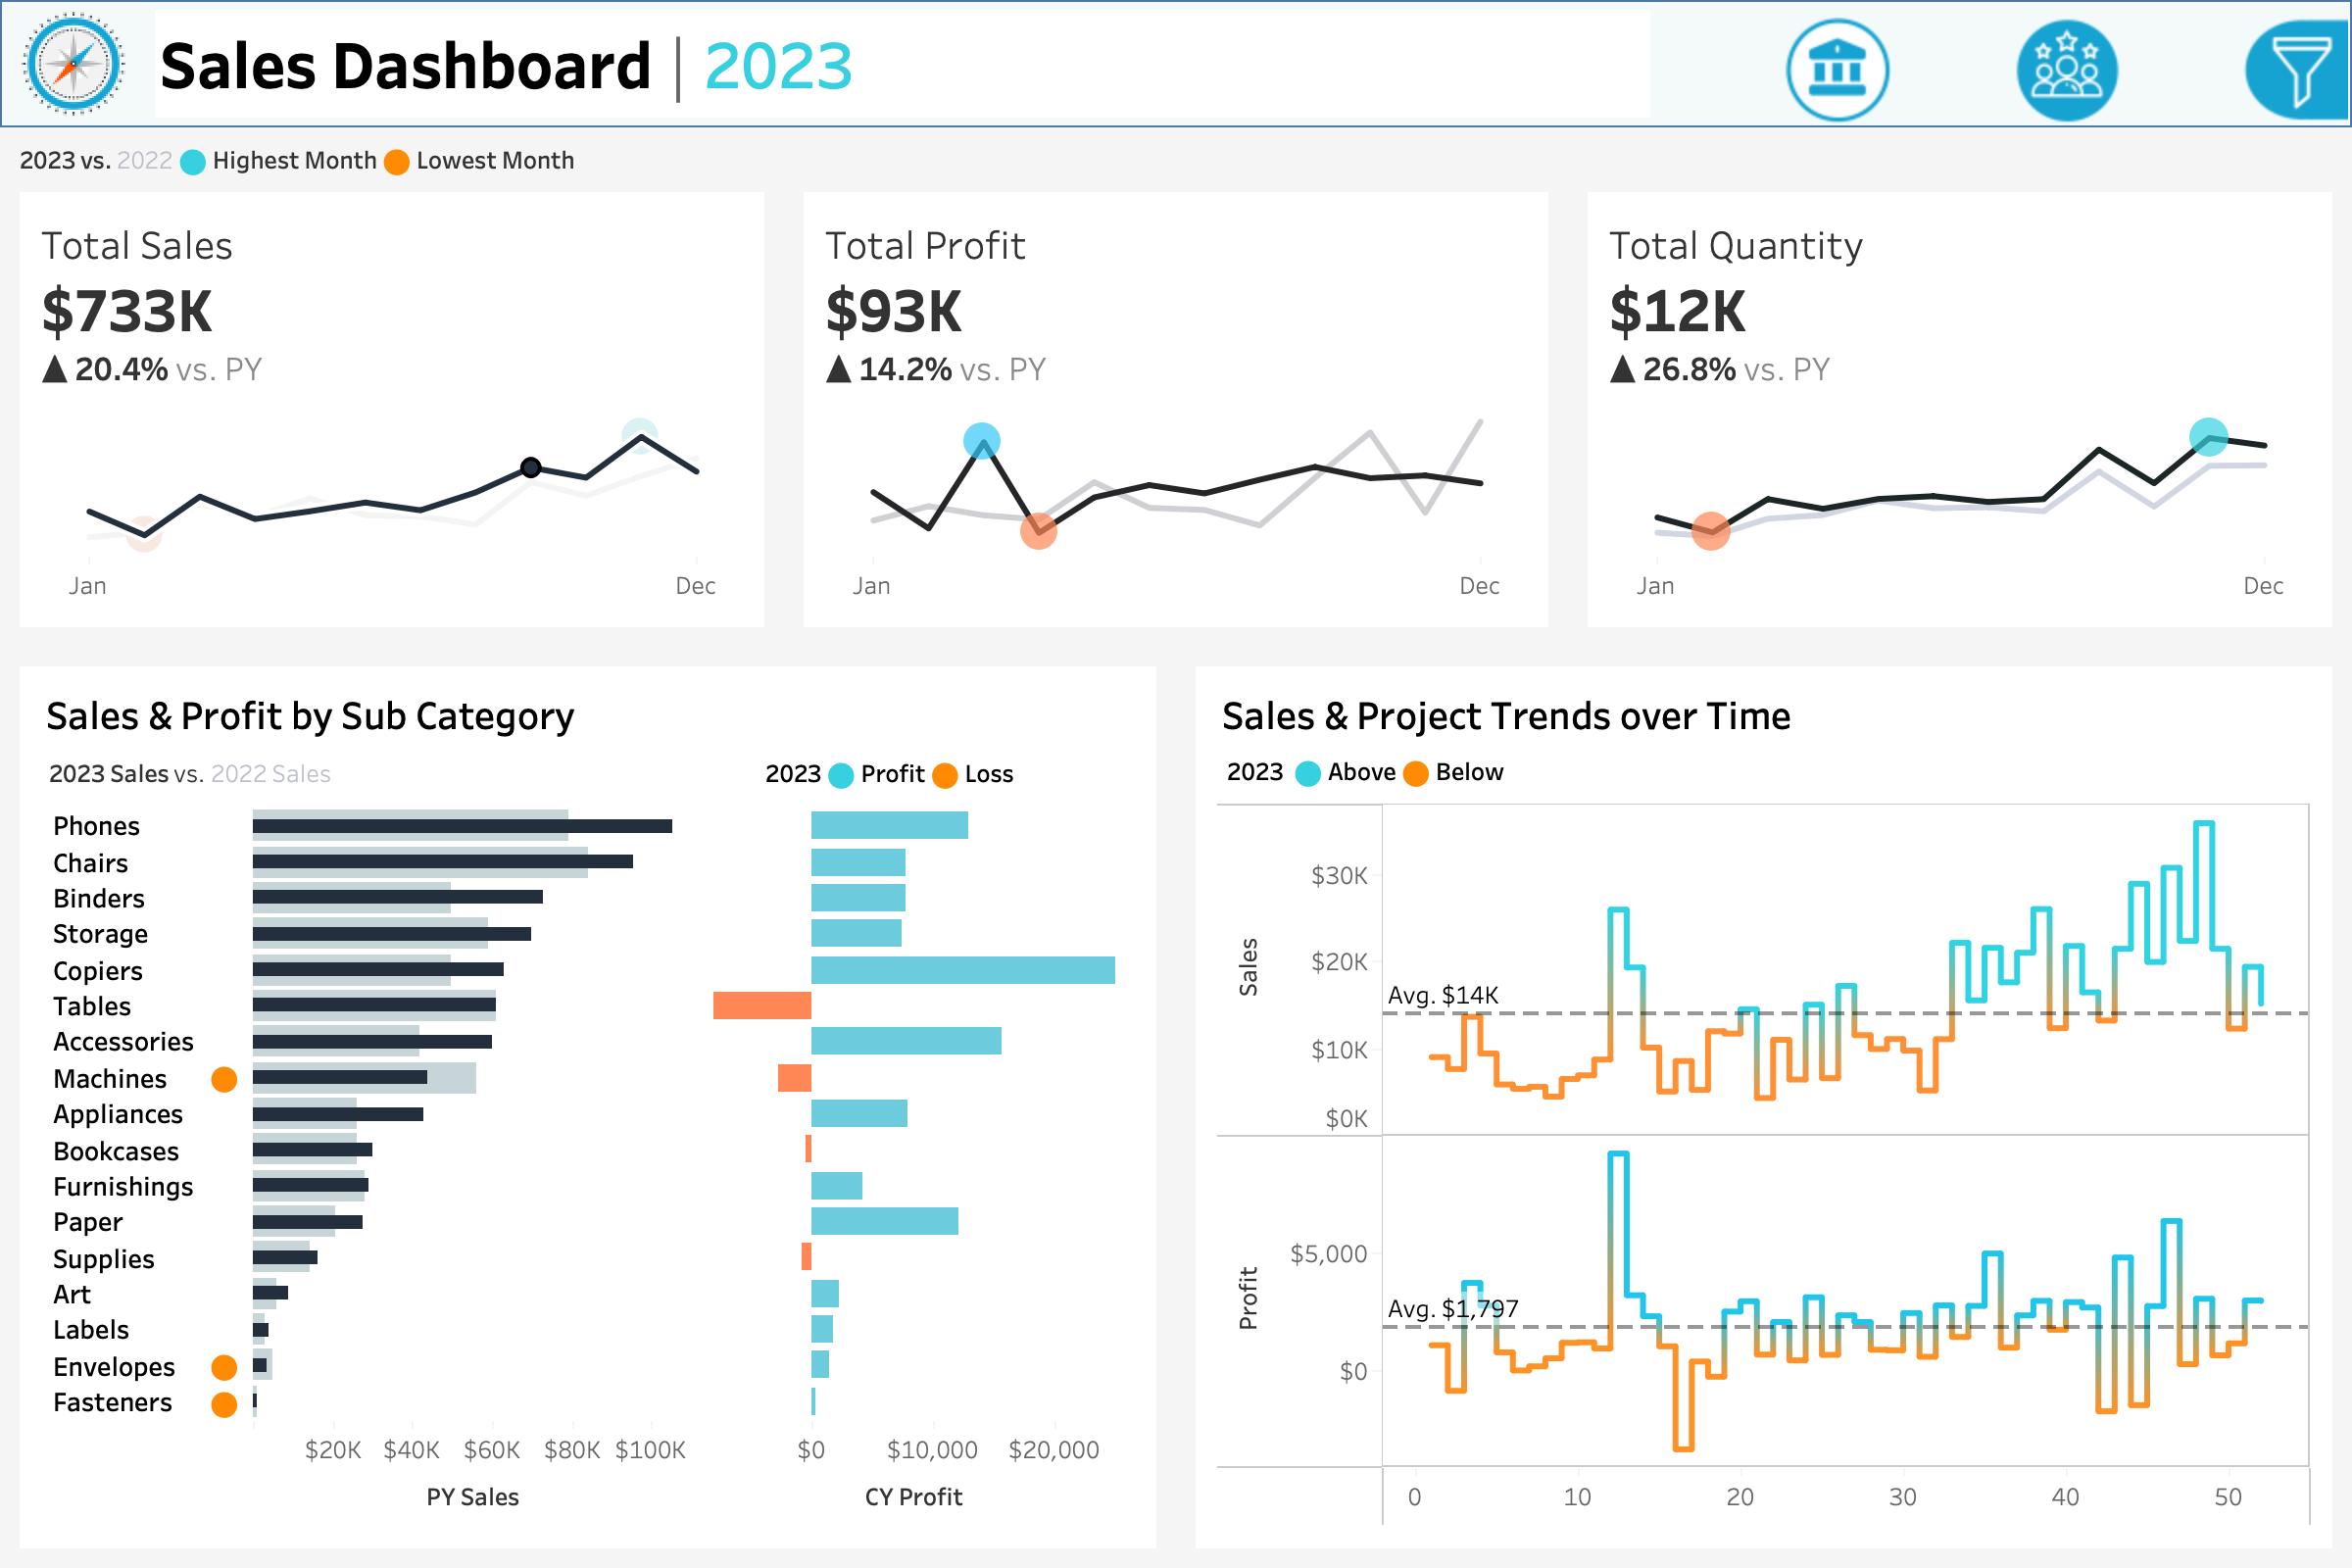 Sales Dashboard | 2023
2023 vs. 2022 Highest Month Lowest Month
Total Sales
$733K
▲ 20.4% vs. PY
Jan Dec
Total Profit
$93K
▲ 14.2% vs. PY
Jan Dec
Total Quantity
$12K
▲ 26.8% vs. PY
Jan Dec
Sales & Profit by Sub Category
2023 Sales vs. 2022 Sales
2023 Profit Loss
Phones
Chairs
Binders
Storage
Copiers
Tables
Accessories
Machines
Appliances
Bookcases
Furnishings
Paper
Supplies
Art
Labels
Envelopes
Fasteners
$20K $40K $60K $80K $100K
PY Sales
$0 $10,000 $20,000
CY Profit
Sales & Project Trends over Time
2023 Above Below
Sales
$30K
$20K
Avg. $14K
$10K
$0K
Profit
$5,000
Avg. $1,797
$0
0 10 20 30 40 50